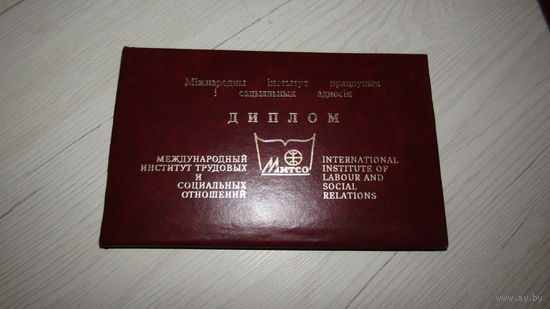 Міжнародны інстытут працоўных
і сацыяльных адносін
ДИПЛОМ
МЕЖДУНАРОДНЫЙ
ИНСТИТУТ ТРУДОВЫХ
И
СОЦИАЛЬНЫХ
ОТНОШЕНИЙ
МИТСО
INTERNATIONAL
INSTITUTE OF
LABOUR AND
SOCIAL
RELATIONS
www.ay.by